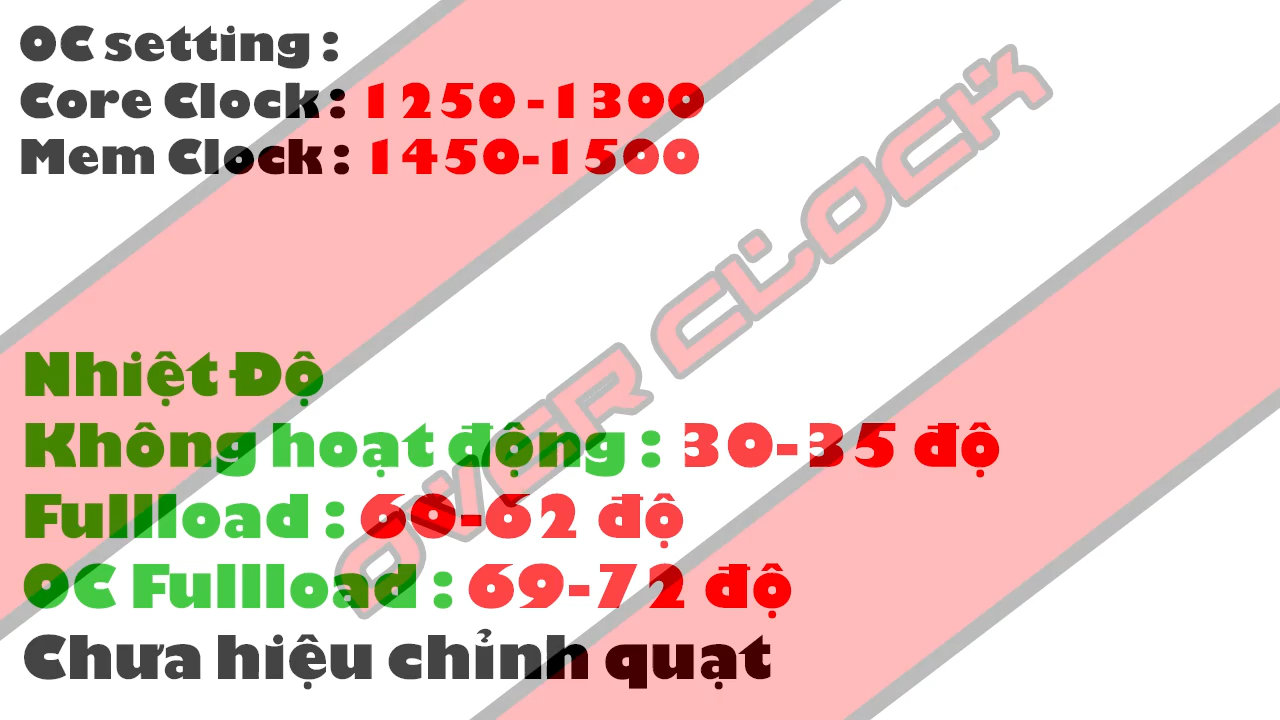 OC setting :
Core Clock : 1250 -1300
Mem Clock : 1450-1500
OVER CLOCK
Nhiệt Độ
Không hoạt động : 30-35 độ
Fullload : 60-62 độ
OC Fullload : 69-72 độ
Chưa hiệu chỉnh quạt